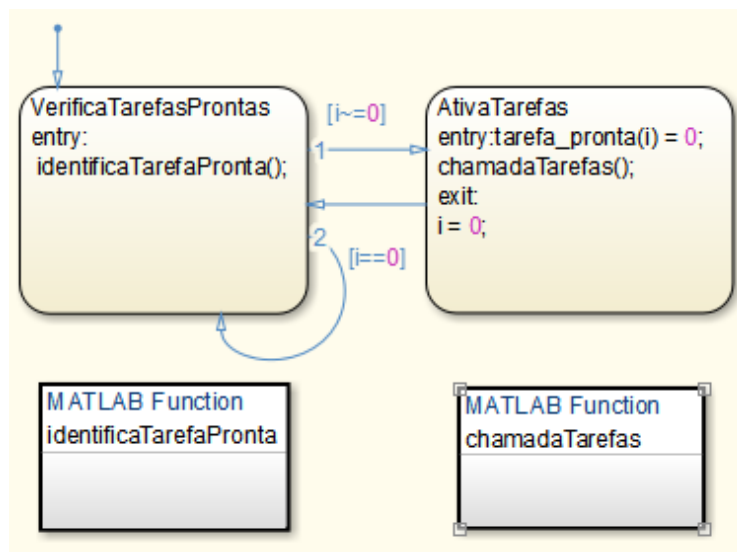 VerificaTarefasProntas
entry:
identificaTarefaPronta();
[i~=0]
1
2
[i==0]
AtivaTarefas
entry:tarefa_pronta(i) = 0;
chamadaTarefas();
exit:
i = 0;
MATLAB Function
identificaTarefaPronta
MATLAB Function
chamadaTarefas